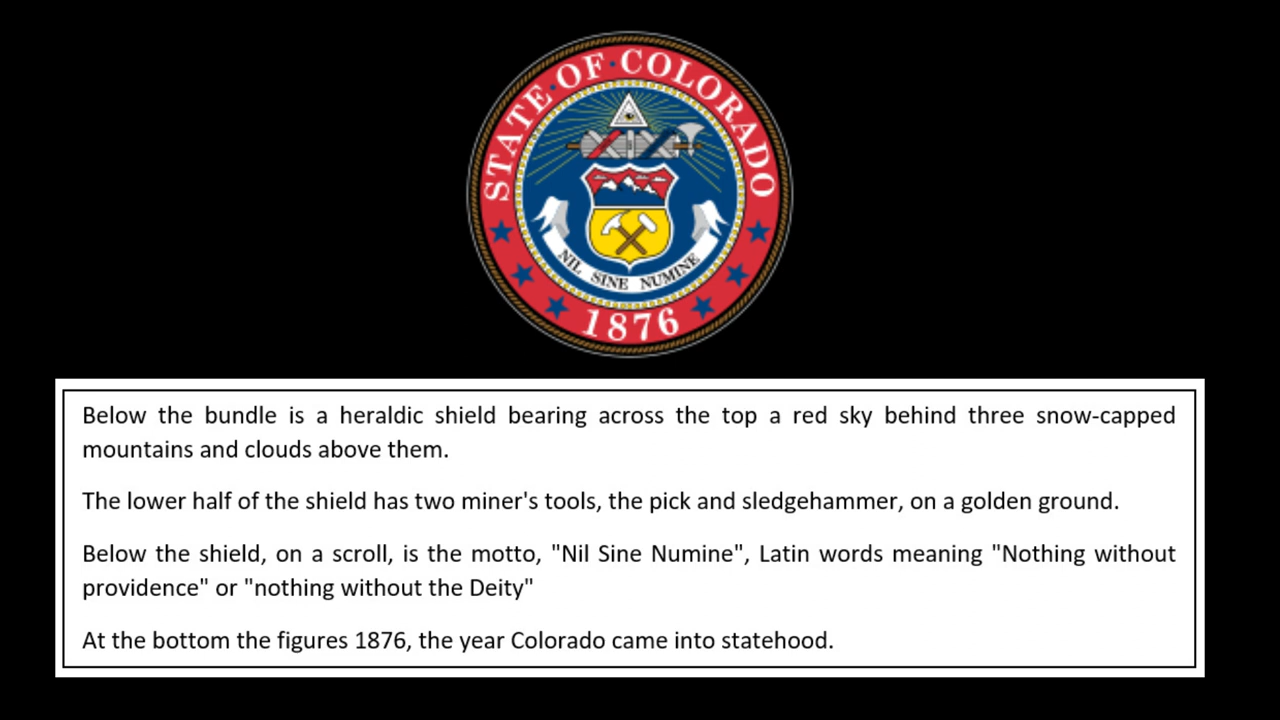 STATE OF COLORADO
NIL SINE NUMINE
1876
Below the bundle is a heraldic shield bearing across the top a red sky behind three snow-capped
mountains and clouds above them.
The lower half of the shield has two miner's tools, the pick and sledgehammer, on a golden ground.
Below the shield, on a scroll, is the motto, "Nil Sine Numine", Latin words meaning "Nothing without
providence" or "nothing without the Deity"
At the bottom the figures 1876, the year Colorado came into statehood.